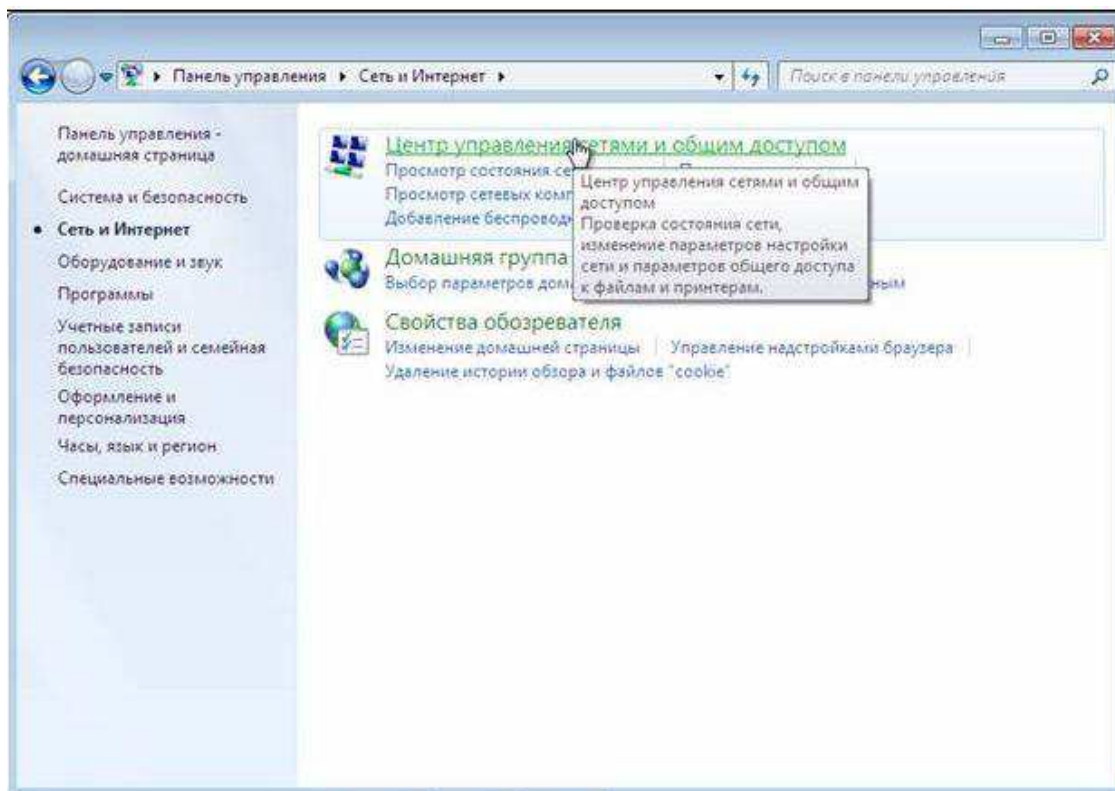 Панель управления ▸ Сеть и Интернет ▸
Поиск в панели управления
Панель управления -
домашняя страница
Система и безопасность
Сеть и Интернет
Оборудование и звук
Программы
Учетные записи
пользователей и семейная
безопасность
Оформление и
персонализация
Часы, язык и регион
Специальные возможности
Центр управления сетями и общим доступом
Просмотр состояния се
Просмотр сетевых комп
Добавление беспровод
Центр управления сетями и общим
доступом
Проверка состояния сети,
изменение параметров настройки
сети и параметров общего доступа
к файлам и принтерам.
Домашняя группа
Выбор параметров дом ным
Свойства обозревателя
Изменение домашней страницы Управление надстройками браузера
Удаление истории обзора и файлов "cookie"